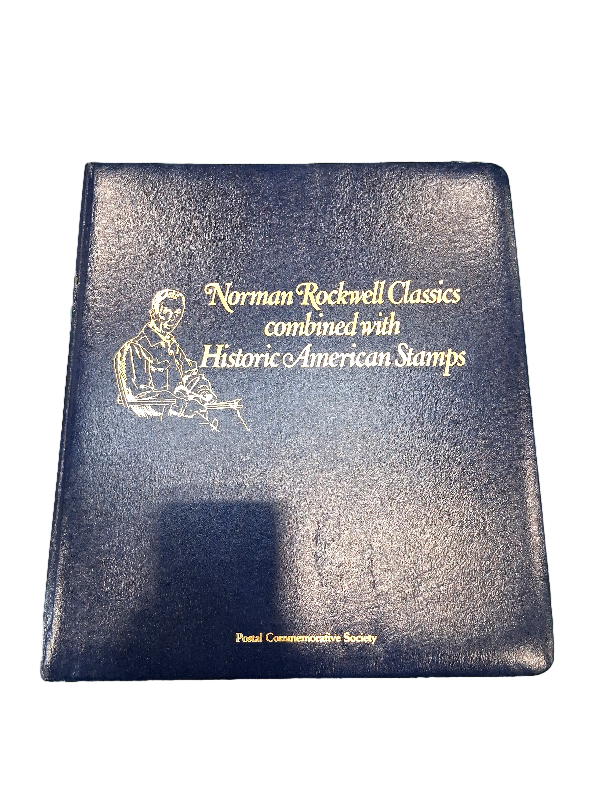 Norman Rockwell Classics
combined with
Historic American Stamps
Postal Commemorative Society